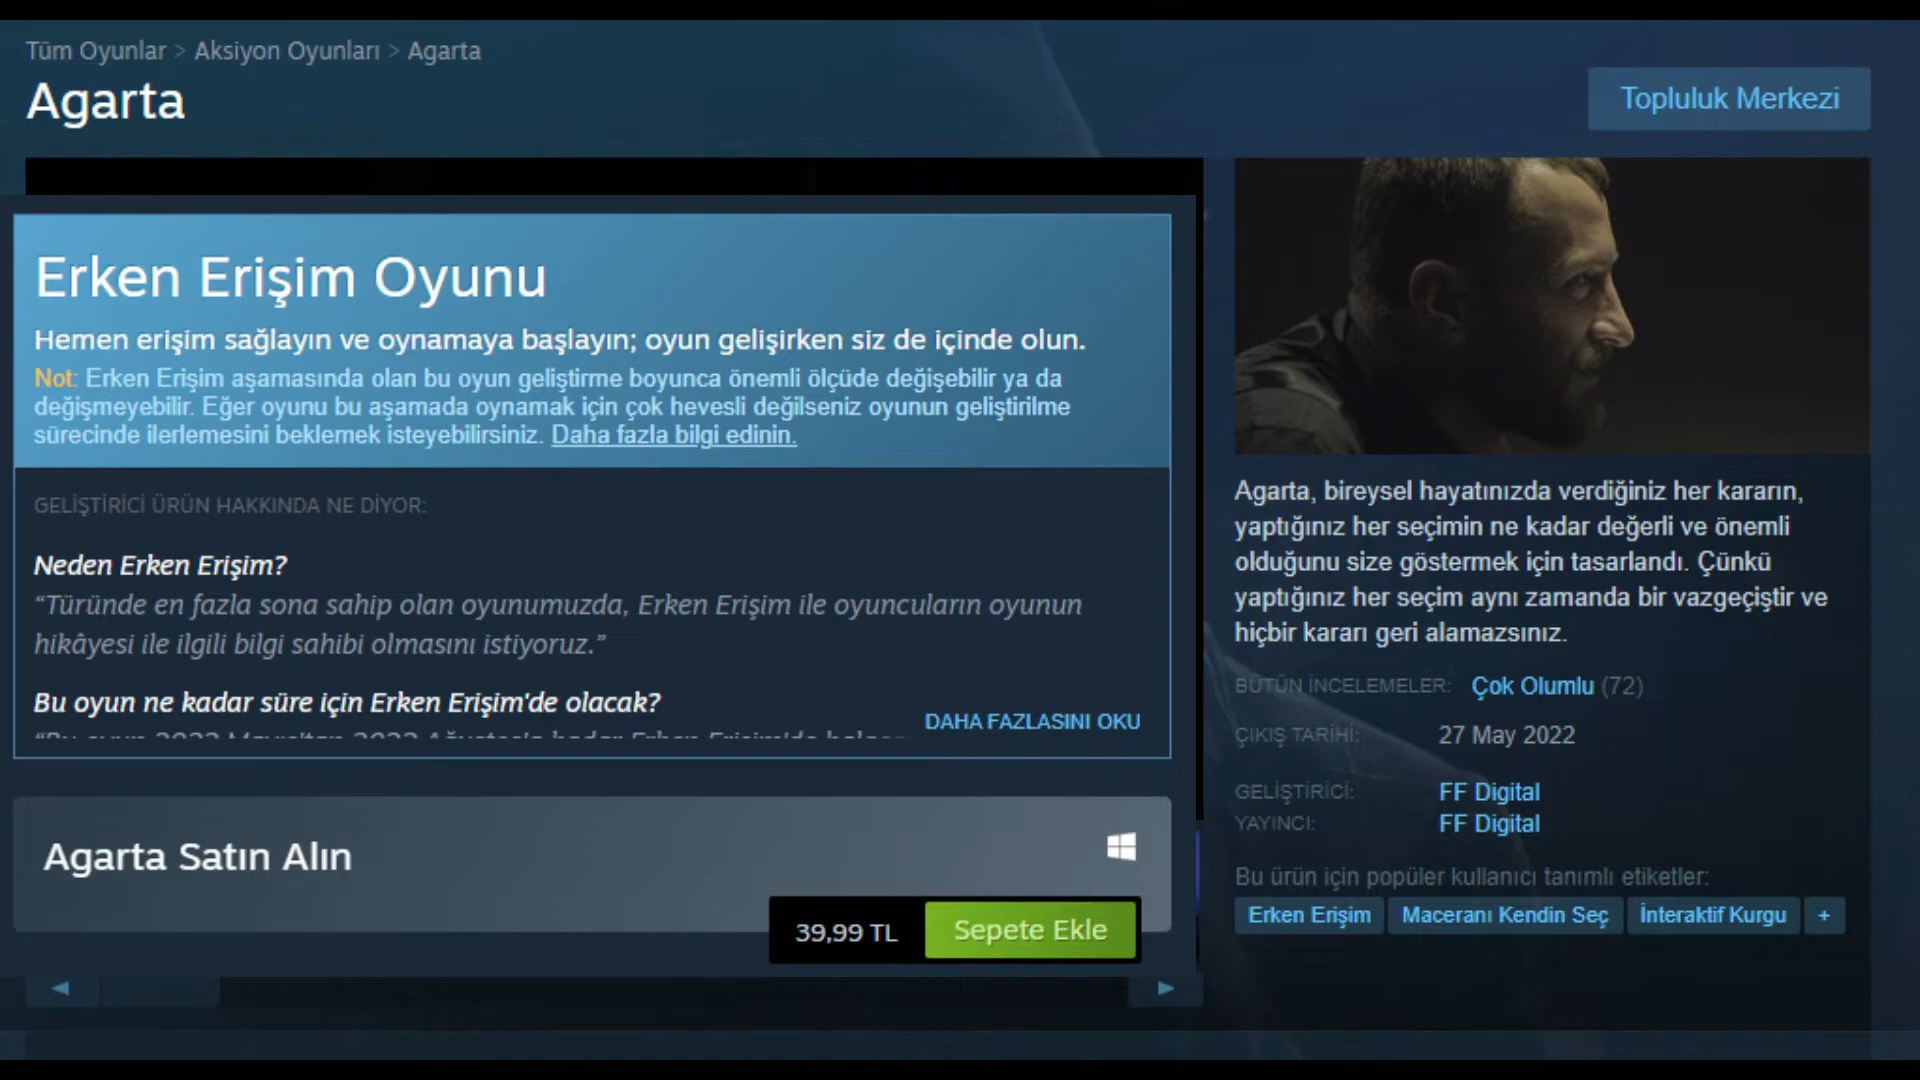 Tüm Oyunlar > Aksiyon Oyunları > Agarta
Agarta
Topluluk Merkezi
Erken Erişim Oyunu
Hemen erişim sağlayın ve oynamaya başlayın; oyun gelişirken siz de içinde olun.
Not: Erken Erişim aşamasında olan bu oyun geliştirme boyunca önemli ölçüde değişebilir ya da
değişmeyebilir. Eğer oyunu bu aşamada oynamak için çok hevesli değilseniz oyunun geliştirilme
sürecinde ilerlemesini beklemek isteyebilirsiniz. Daha fazla bilgi edinin.
GELİŞTİRİCİ ÜRÜN HAKKINDA NE DİYOR:
Neden Erken Erişim?
“Türünde en fazla sona sahip olan oyunumuzda, Erken Erişim ile oyuncuların oyunun
hikâyesi ile ilgili bilgi sahibi olmasını istiyoruz.”
Bu oyun ne kadar süre için Erken Erişim'de olacak?
DAHA FAZLASINI OKU
Agarta Satın Alın
39,99 TL
Sepete Ekle
Agarta, bireysel hayatınızda verdiğiniz her kararın,
yaptığınız her seçimin ne kadar değerli ve önemli
olduğunu size göstermek için tasarlandı. Çünkü
yaptığınız her seçim aynı zamanda bir vazgeçiştir ve
hiçbir kararı geri alamazsınız.
BÜTÜN İNCELEMELER: Çok Olumlu (72)
ÇIKIŞ TARİHİ: 27 May 2022
GELİŞTİRİCİ: FF Digital
YAYINCI: FF Digital
Bu ürün için popüler kullanıcı tanımlı etiketler:
Erken Erişim Maceranı Kendin Seç İnteraktif Kurgu +